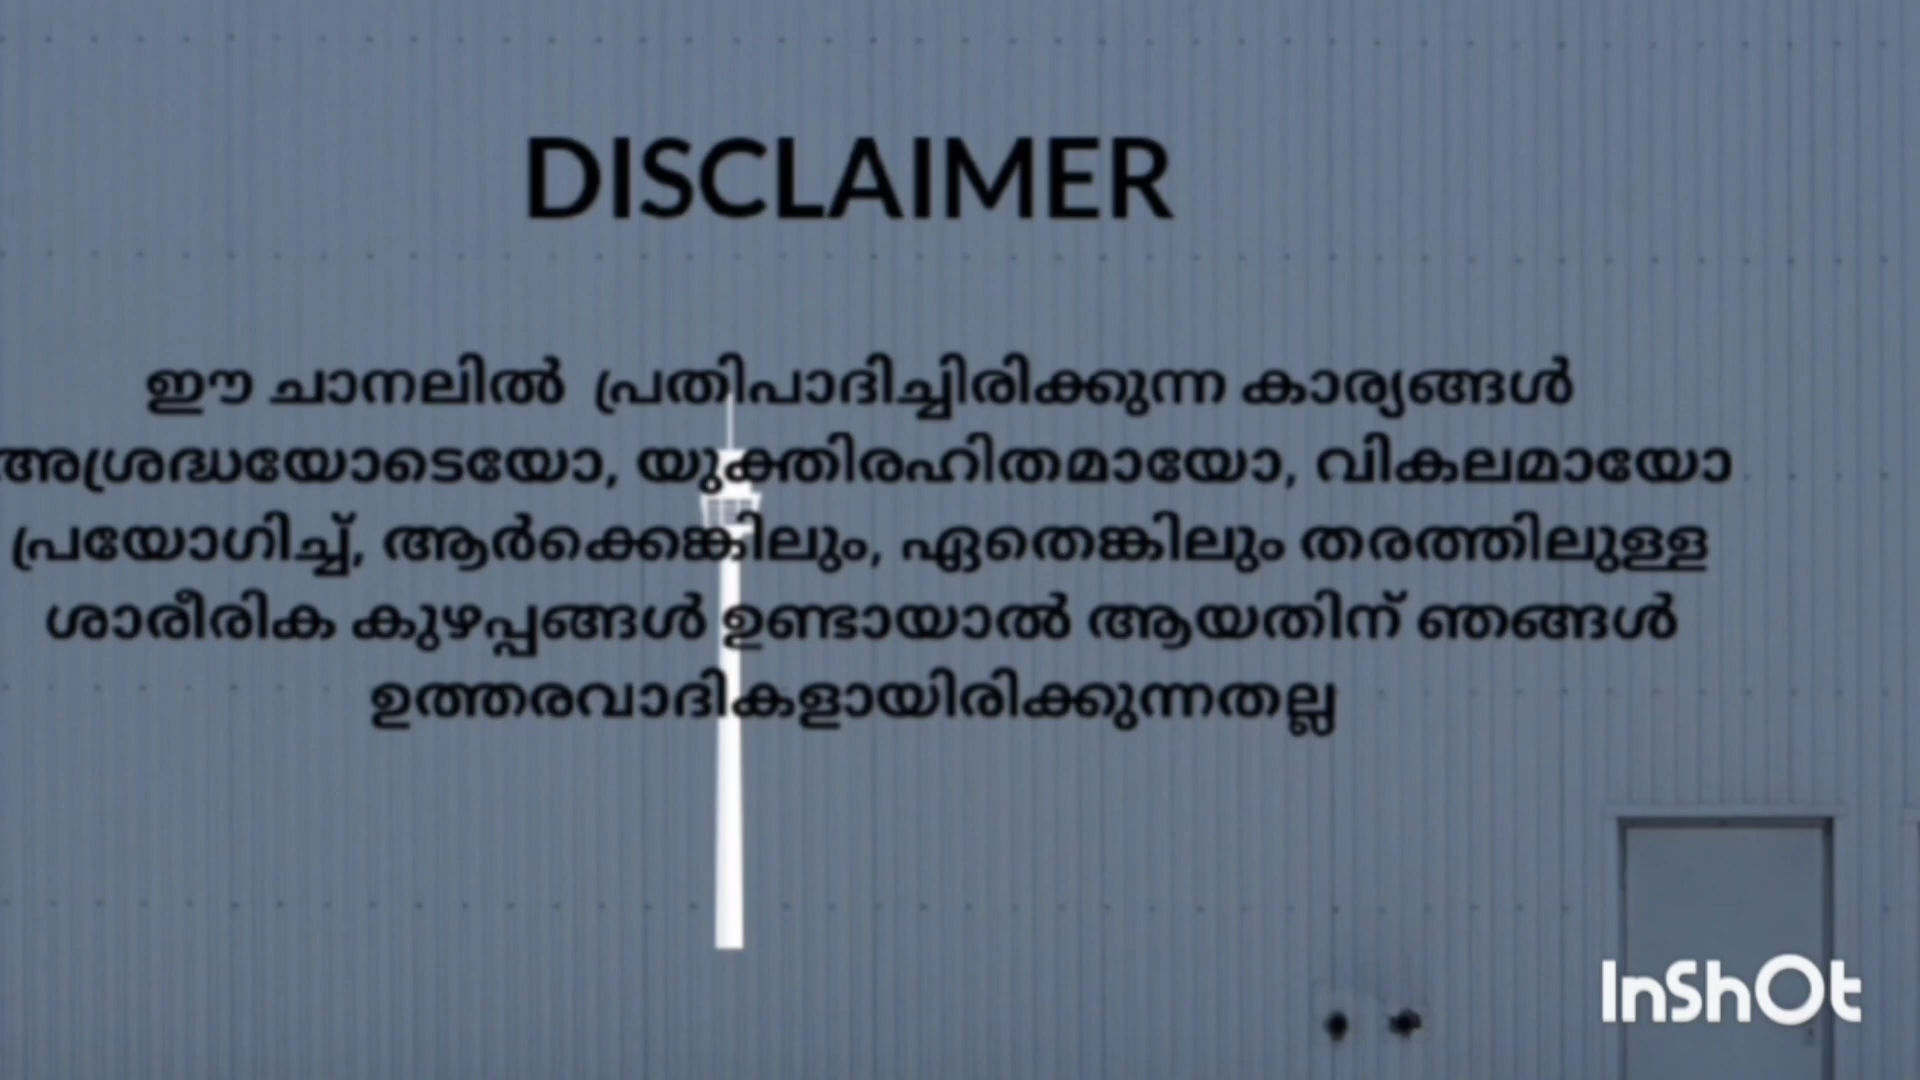 DISCLAIMER
ഈ ചാനലിൽ പ്രതിപാദിച്ചിരിക്കുന്ന കാര്യങ്ങൾ
അശ്രദ്ധയോടെയോ, യുക്തിരഹിതമായോ, വികലമായോ
പ്രയോഗിച്ച്, ആർക്കെങ്കിലും, ഏതെങ്കിലും തരത്തിലുള്ള
ശാരീരിക കുഴപ്പങ്ങൾ ഉണ്ടായാൽ ആയതിന് ഞങ്ങൾ
ഉത്തരവാദികളായിരിക്കുന്നതല്ല
InShOt